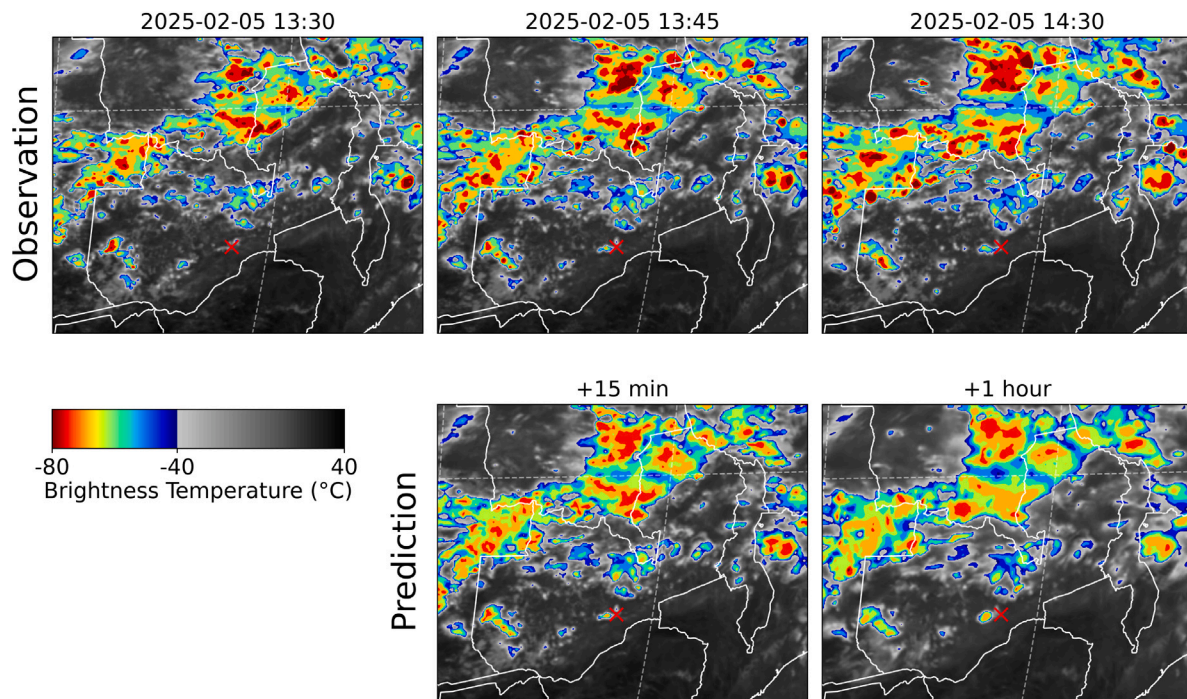 2025-02-05 13:30
2025-02-05 13:45
2025-02-05 14:30
Observation
+15 min
+1 hour
-80
-40
40
Brightness Temperature (°C)
Prediction